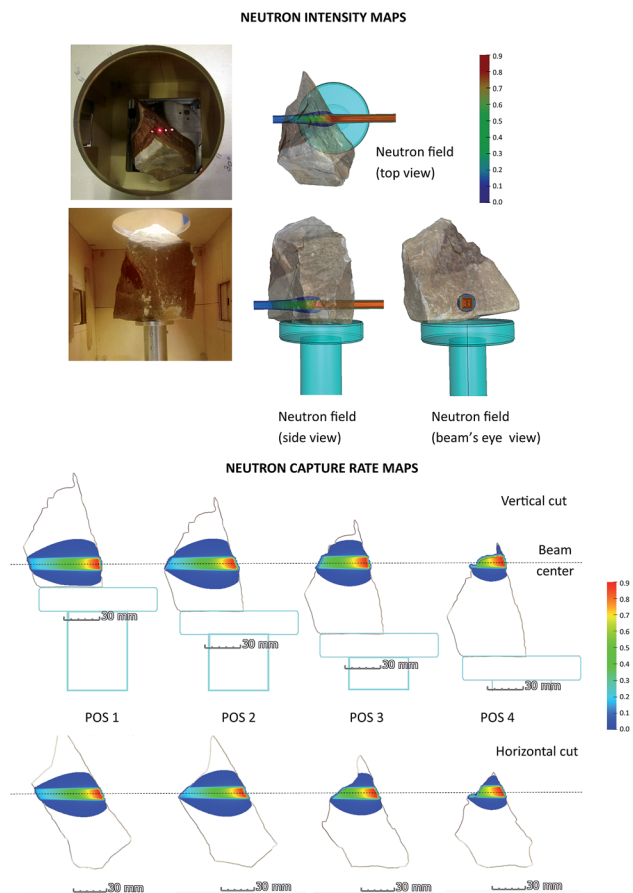 NEUTRON INTENSITY MAPS
0.9
0.8
0.7
0.6
0.5
0.4
0.3
0.2
0.1
0.0
Neutron field
(top view)
Neutron field
(side view)
Neutron field
(beam's eye view)
NEUTRON CAPTURE RATE MAPS
Vertical cut
Beam
center
0.9
0.8
0.7
0.6
0.5
0.4
0.3
0.2
0.1
0.0
30 mm
30 mm
30 mm
30 mm
POS 1 POS 2 POS 3 POS 4
Horizontal cut
30 mm 30 mm 30 mm 30 mm